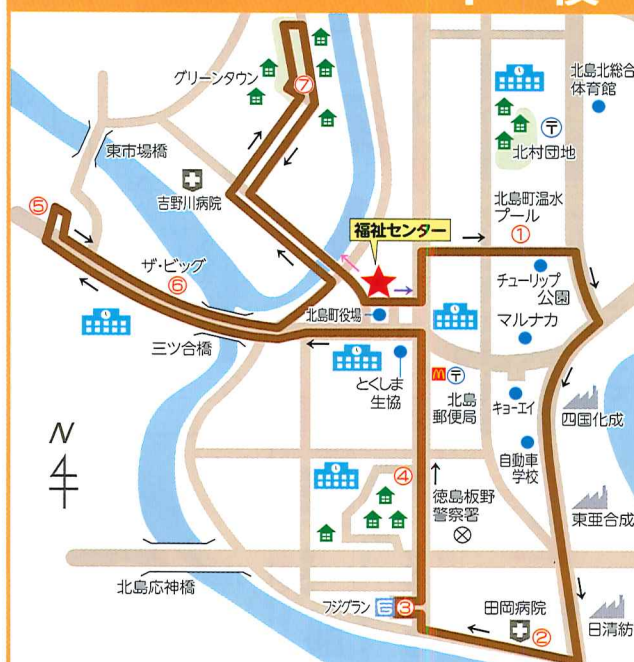 グリーンタウン
⑦
北島北総合
体育館
〒
北村団地
東市場橋
吉野川病院
⑤
北島町温水
プール
①
福祉センター
ザ・ビッグ
⑥
チューリップ
公園
北島町役場
マルナカ
三ツ合橋
とくしま
生協
M
〒
北島
郵便局
キョーエイ
四国化成
自動車
学校
N
④
徳島板野
警察署
東亜合成
北島応神橋
フジグラン
③
田岡病院
②
日清紡